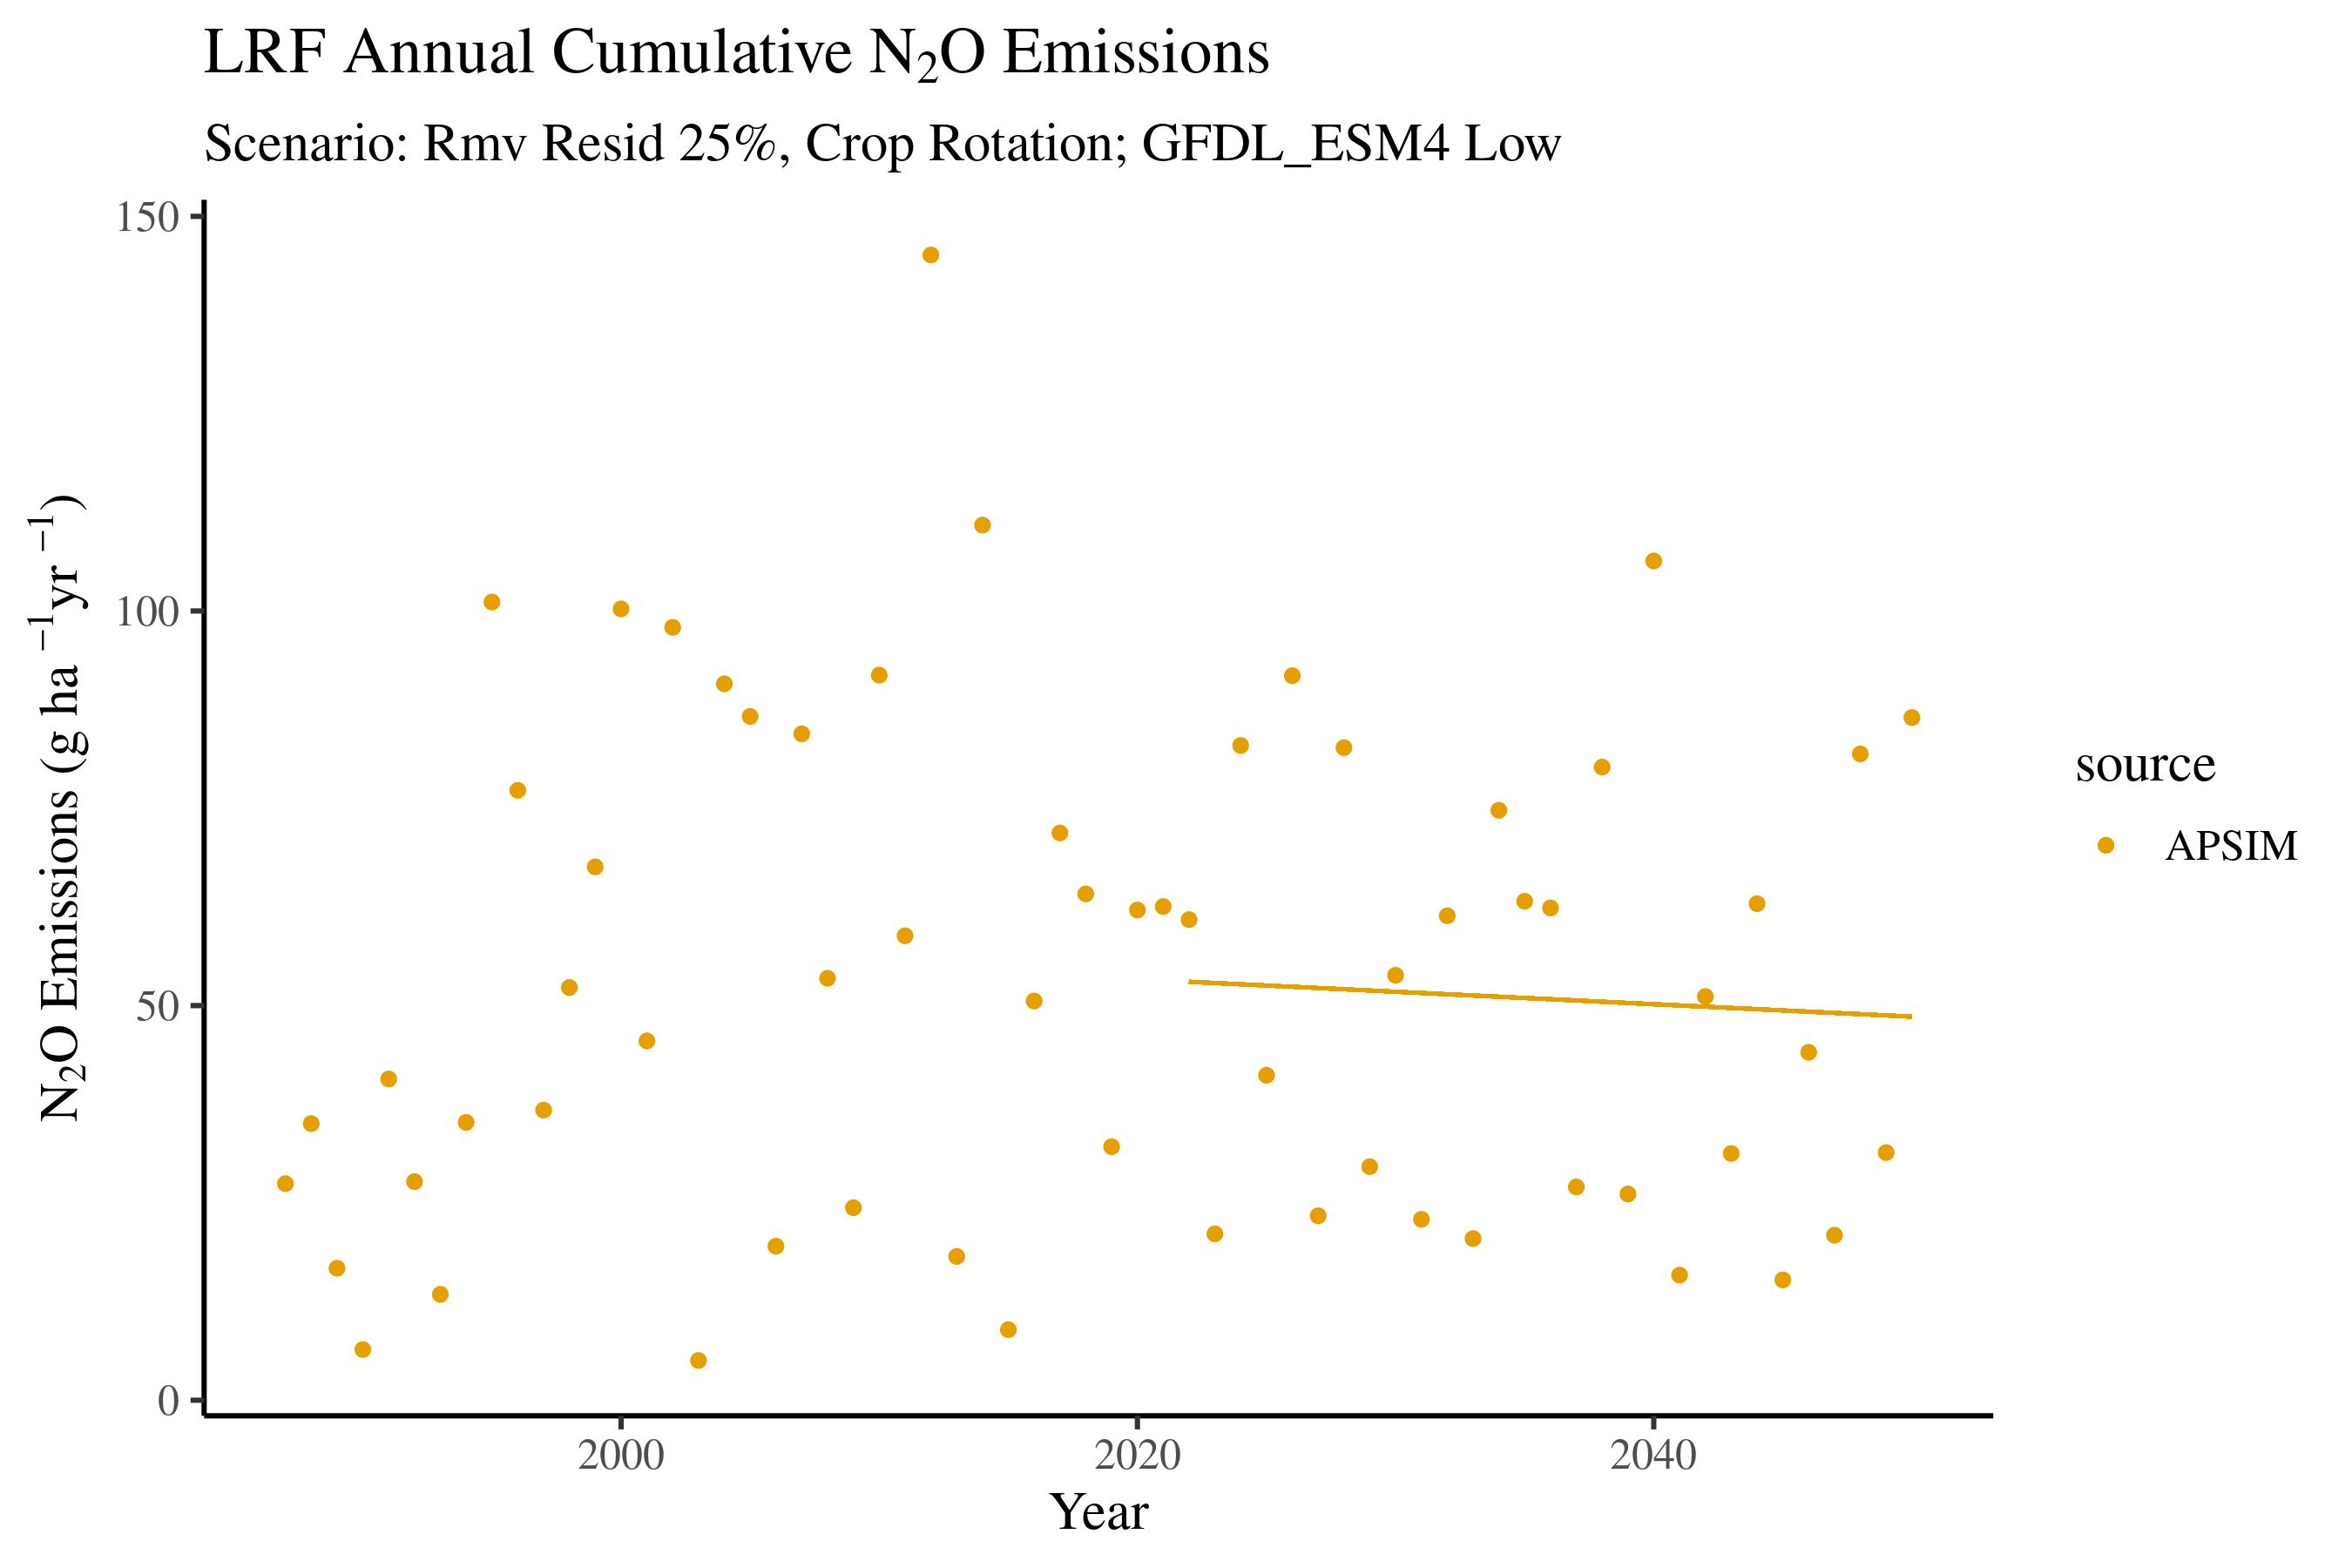 LRF Annual Cumulative N₂O Emissions
Scenario: Rmv Resid 25%, Crop Rotation; GFDL_ESM4 Low
N₂O Emissions (g ha⁻¹yr⁻¹)
150
100
50
0
2000 2020 2040
Year
source
APSIM